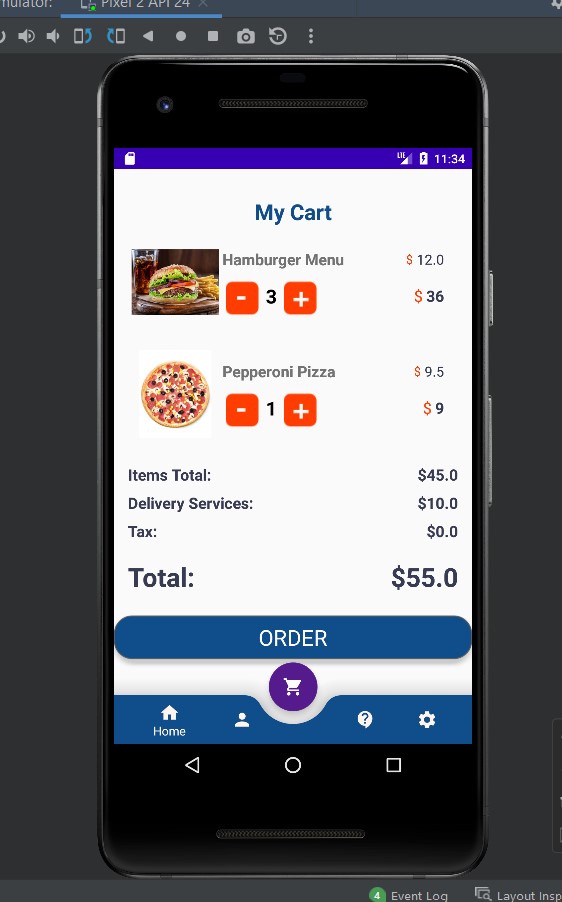 mulator:
Pixel 2 API 24
LTE
11:34
My Cart
Hamburger Menu
$ 12.0
- 3 +
$ 36
Pepperoni Pizza
$ 9.5
- 1 +
$ 9
Items Total: $45.0
Delivery Services: $10.0
Tax: $0.0
Total: $55.0
ORDER
Home
4 Event Log
Layout Insp